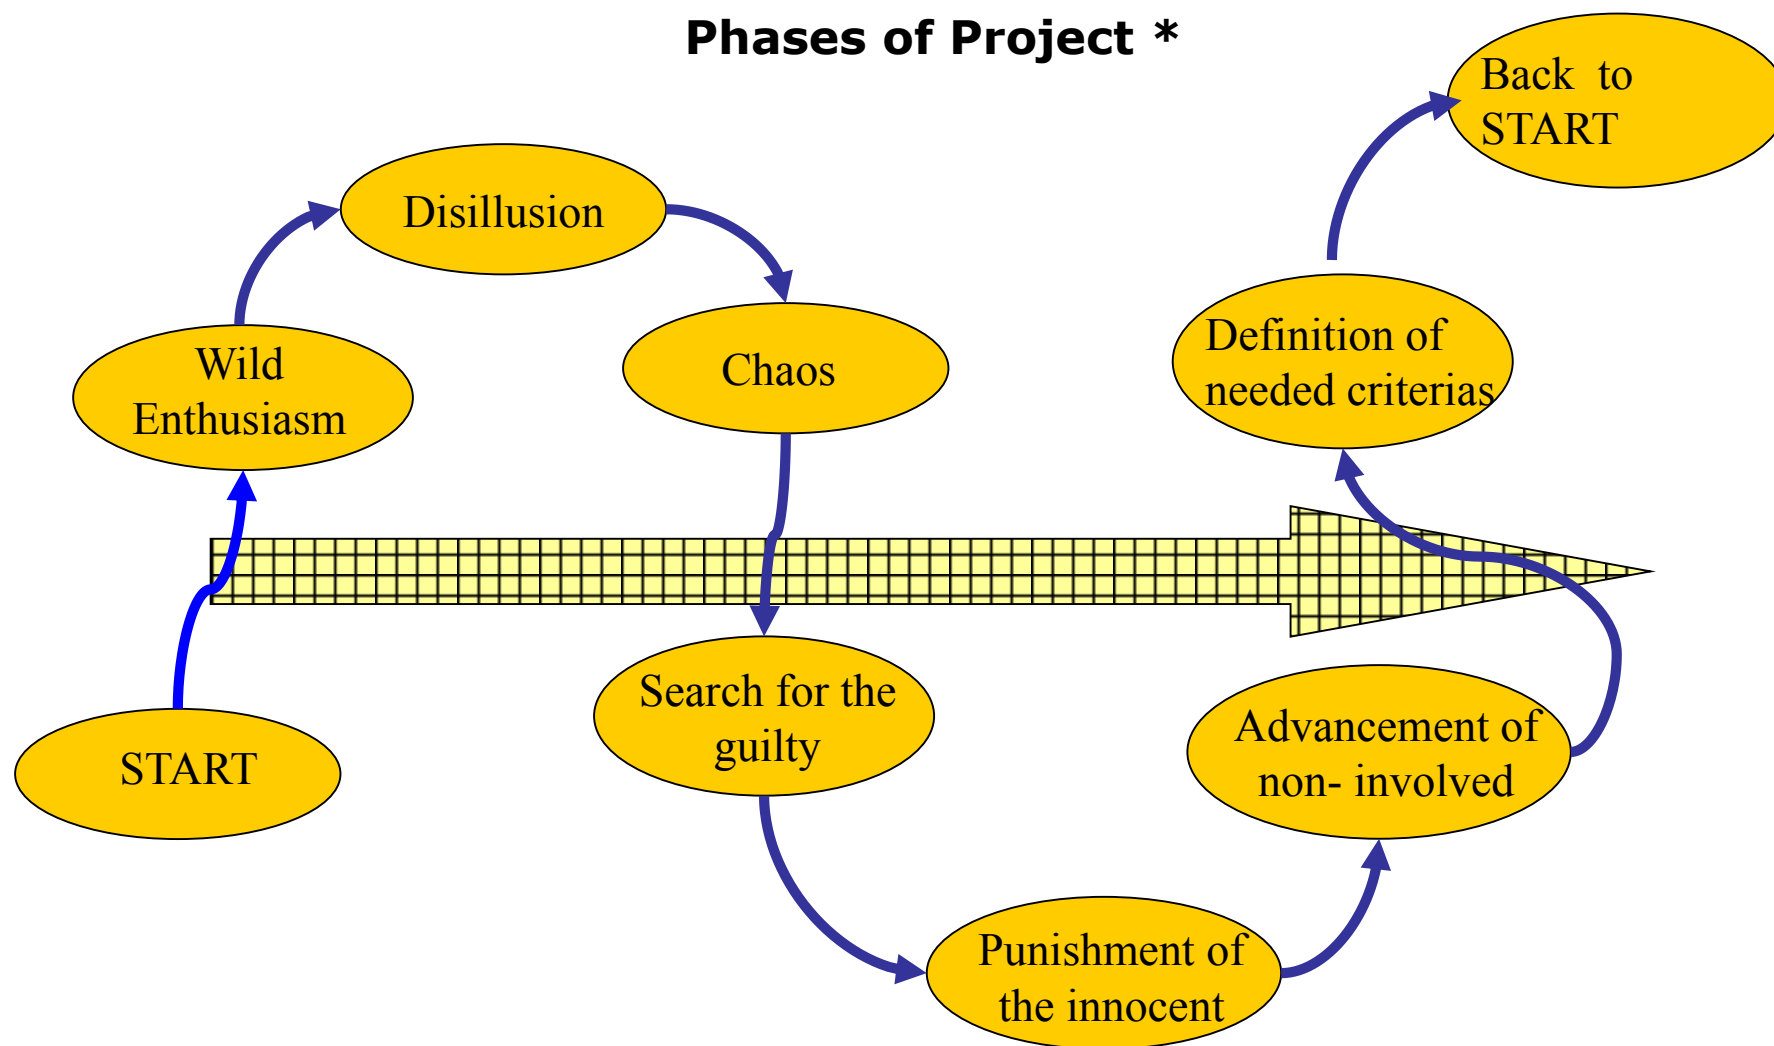 Phases of Project *
Back to
START
Disillusion
Wild
Enthusiasm
Chaos
Definition of
needed criterias
Search for the
guilty
START
Advancement of
non- involved
Punishment of
the innocent